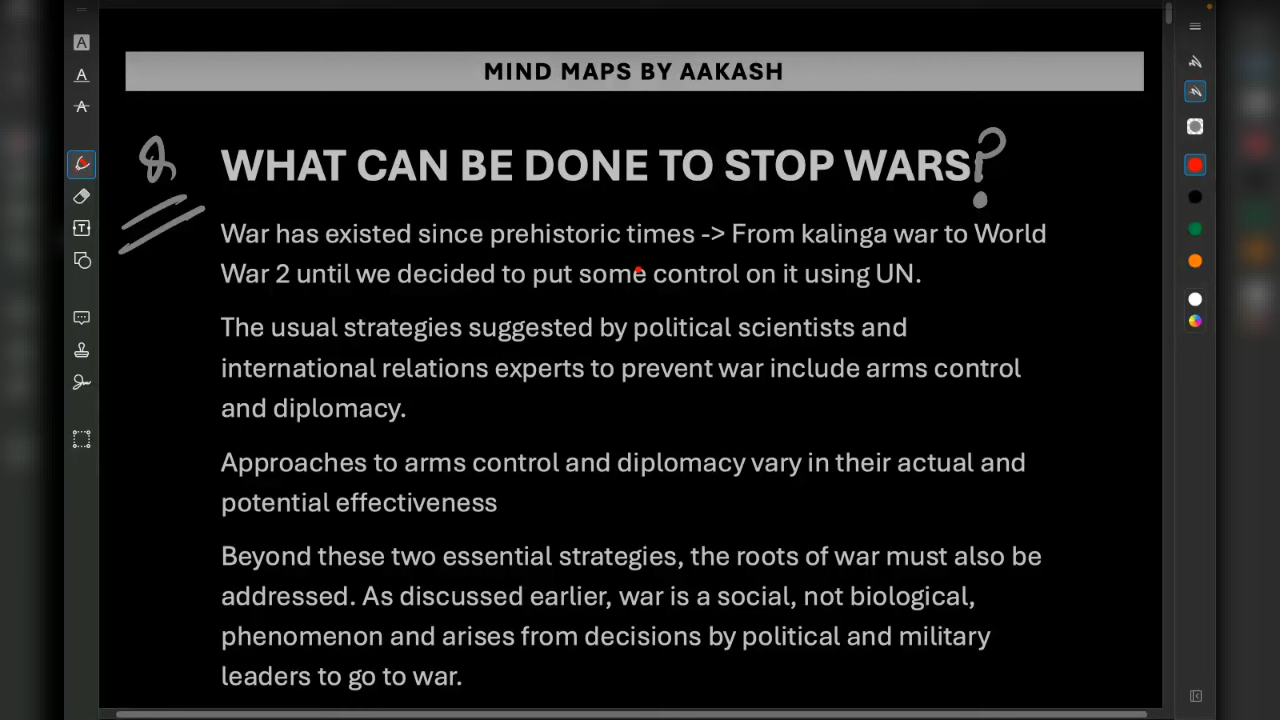 MIND MAPS BY AAKASH
8 WHAT CAN BE DONE TO STOP WARS?
War has existed since prehistoric times -> From kalinga war to World
War 2 until we decided to put some control on it using UN.
The usual strategies suggested by political scientists and
international relations experts to prevent war include arms control
and diplomacy.
Approaches to arms control and diplomacy vary in their actual and
potential effectiveness
Beyond these two essential strategies, the roots of war must also be
addressed. As discussed earlier, war is a social, not biological,
phenomenon and arises from decisions by political and military
leaders to go to war.